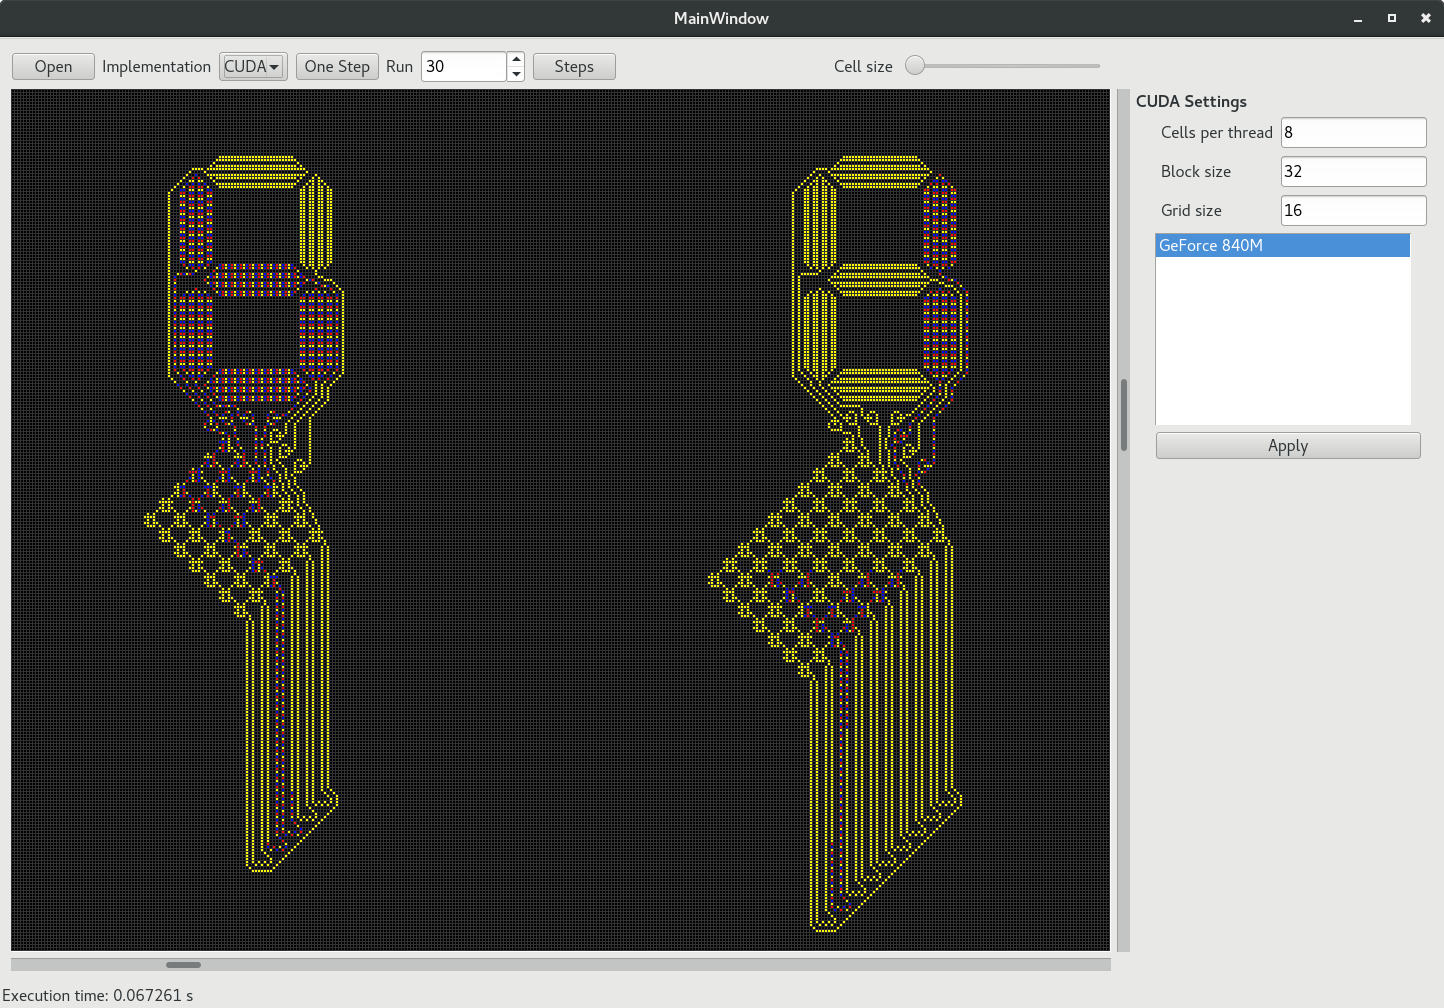 MainWindow
Open Implementation CUDA One Step Run 30 Steps Cell size
CUDA Settings
Cells per thread 8
Block size 32
Grid size 16
GeForce 840M
Apply
Execution time: 0.067261 s